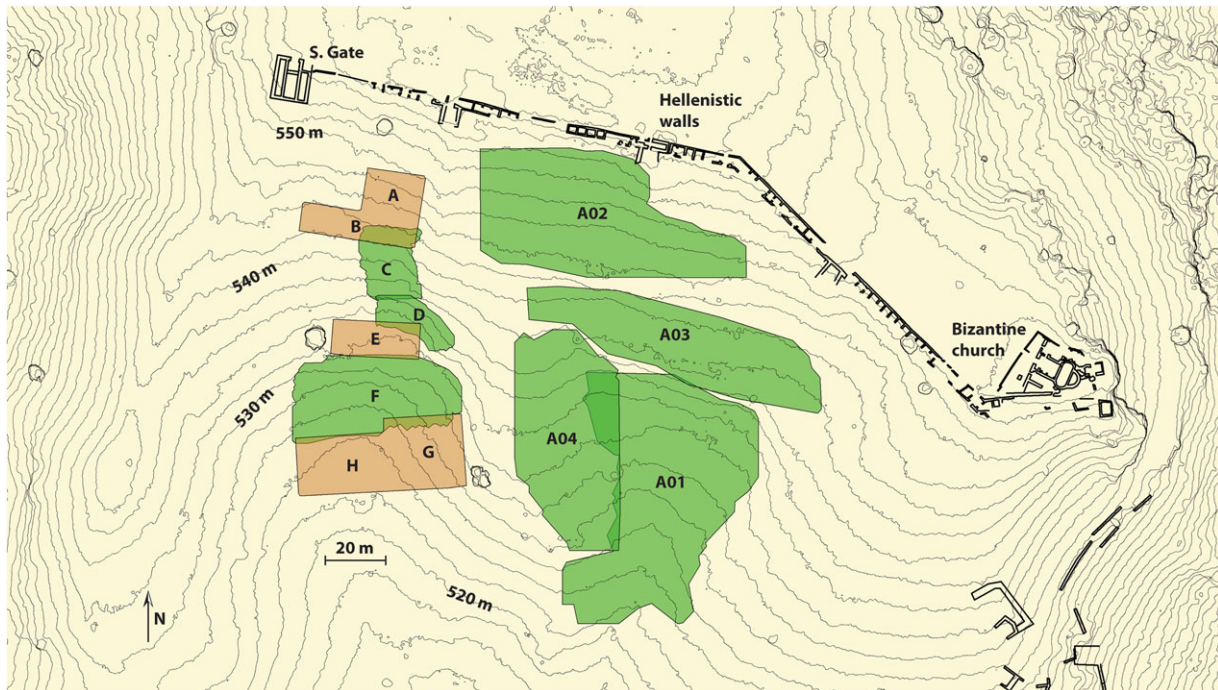 S. Gate
Hellenistic
walls
550 m
A
B
A02
C
540 m
D
E
A03
Bizantine
church
F
530 m
A04
H
G
A01
20 m
520 m
N